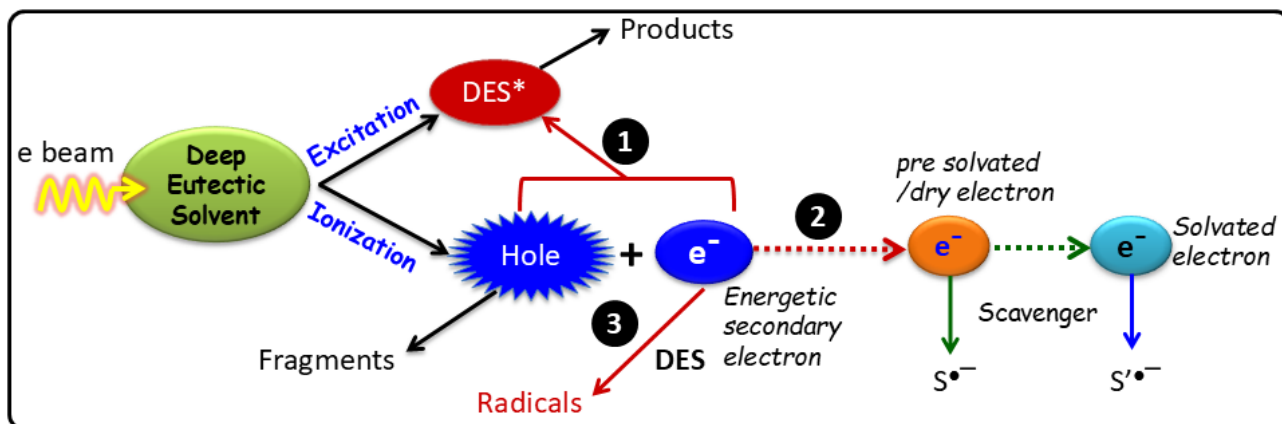 Products
DES*
Excitation
e beam
Deep
Eutectic
Solvent
Ionization
1
pre solvated
/dry electron
2
Hole
+
e⁻
e⁻
e⁻
Solvated
electron
3
Energetic
secondary
electron
DES
Fragments
Radicals
Scavenger
S•⁻
S'•⁻